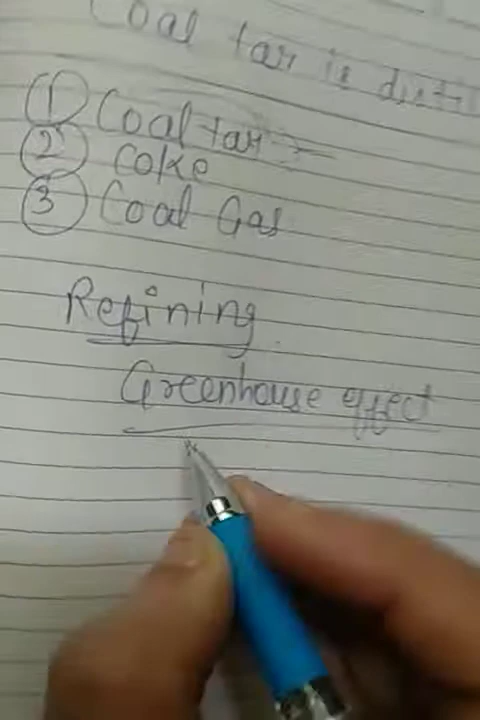 Coal tar is
① Coal tar :-
② Coke
③ Coal Gas
Refining
Greenhouse effect